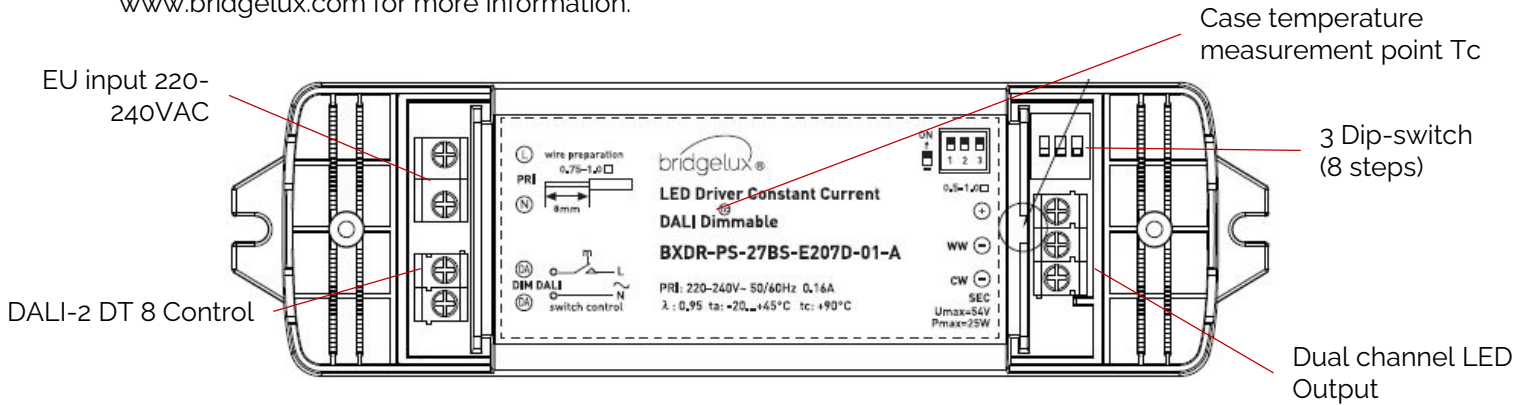 www.bridgelux.com for more information.
Case temperature
measurement point Tc
EU input 220-
240VAC
3 Dip-switch
(8 steps)
DALI-2 DT 8 Control
Dual channel LED
Output
L wire preparation
0.75-1.0□
PRI
N
8mm
DA
L
DIM DALI
N
DA
switch control
bridgelux®
LED Driver Constant Current
tc
DALI Dimmable
BXDR-PS-27BS-E207D-01-A
PRI: 220-240V~ 50/60Hz 0.16A
λ: 0.95 ta: -20...+45°C tc: +90°C
ON
1 2 3
0.5-1.0□
+
WW -
CW -
SEC
Umax=54V
Pmax=25W